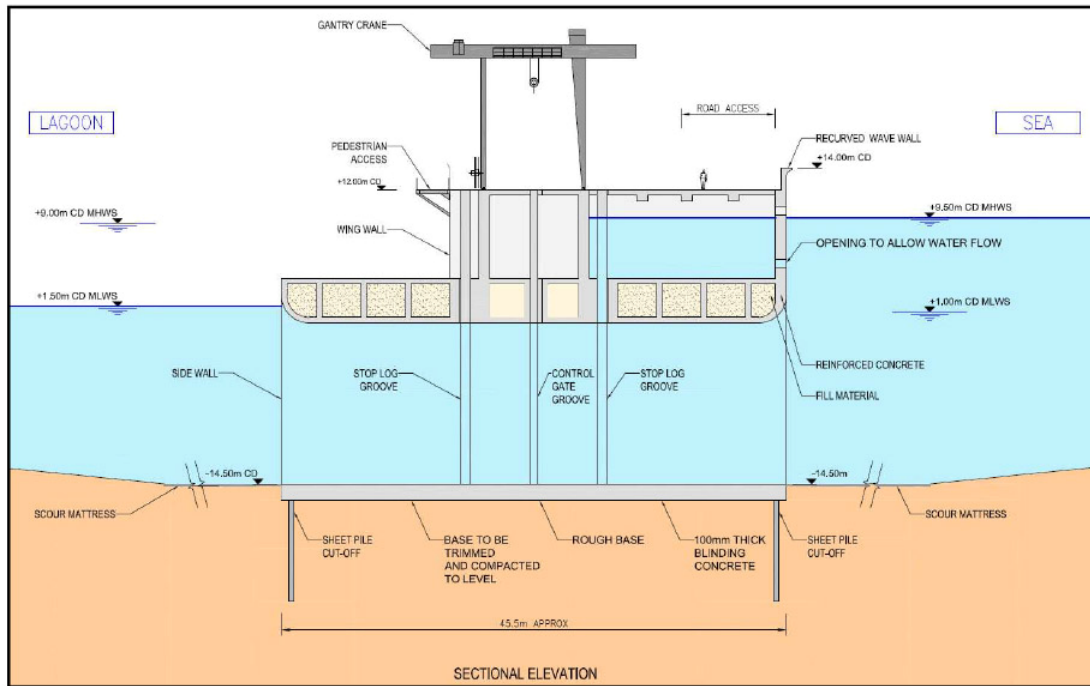 GANTRY CRANE
ROAD ACCESS
LAGOON
SEA
RECURVED WAVE WALL
+14.00m CD
PEDESTRIAN
ACCESS
+12.00m CD
+9.00m CD MHWS
+9.50m CD MHWS
WING WALL
OPENING TO ALLOW WATER FLOW
+1.50m CD MLWS
+1.00m CD MLWS
REINFORCED CONCRETE
SIDE WALL
STOP LOG
GROOVE
CONTROL
GATE
GROOVE
STOP LOG
GROOVE
FILL MATERIAL
-14.50m CD
-14.50m
SCOUR MATTRESS
SHEET PILE
CUT-OFF
BASE TO BE
TRIMMED
AND COMPACTED
TO LEVEL
ROUGH BASE
100mm THICK
BLINDING
CONCRETE
SHEET PILE
CUT-OFF
SCOUR MATTRESS
45.5m APPROX
SECTIONAL ELEVATION